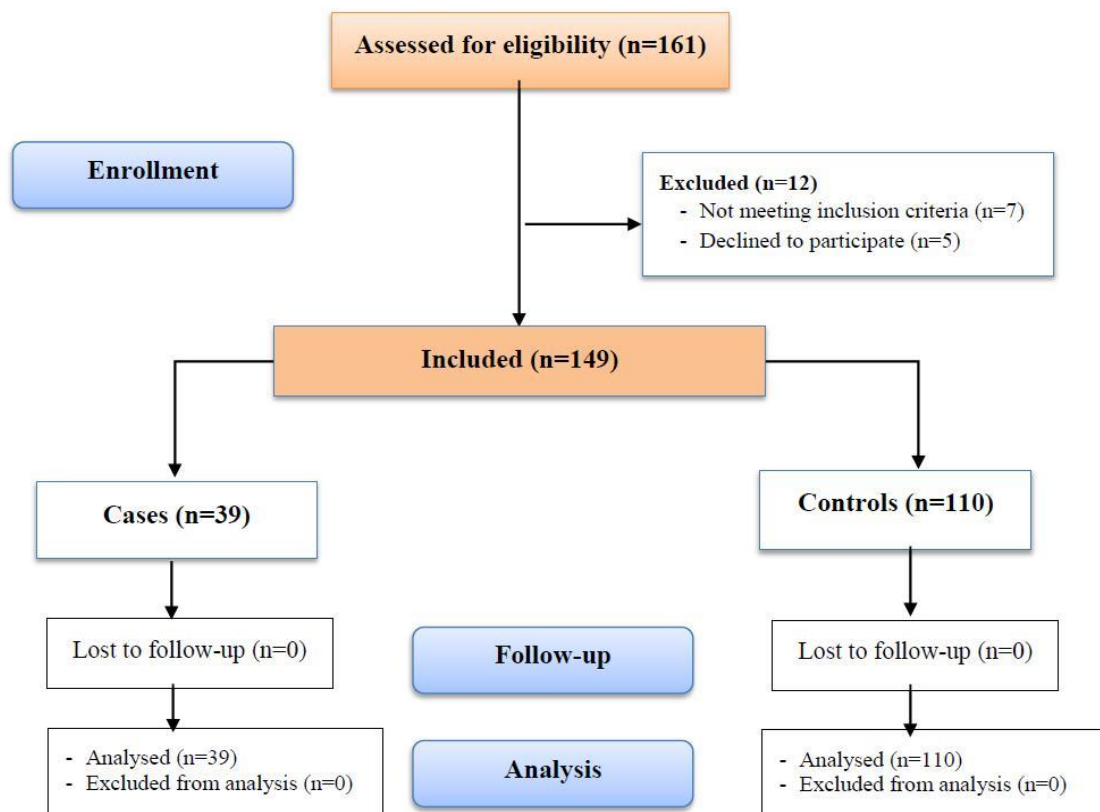 Assessed for eligibility (n=161)
Enrollment
Excluded (n=12)
- Not meeting inclusion criteria (n=7)
- Declined to participate (n=5)
Included (n=149)
Cases (n=39)
Controls (n=110)
Lost to follow-up (n=0)
Follow-up
Lost to follow-up (n=0)
- Analysed (n=39)
- Excluded from analysis (n=0)
Analysis
- Analysed (n=110)
- Excluded from analysis (n=0)